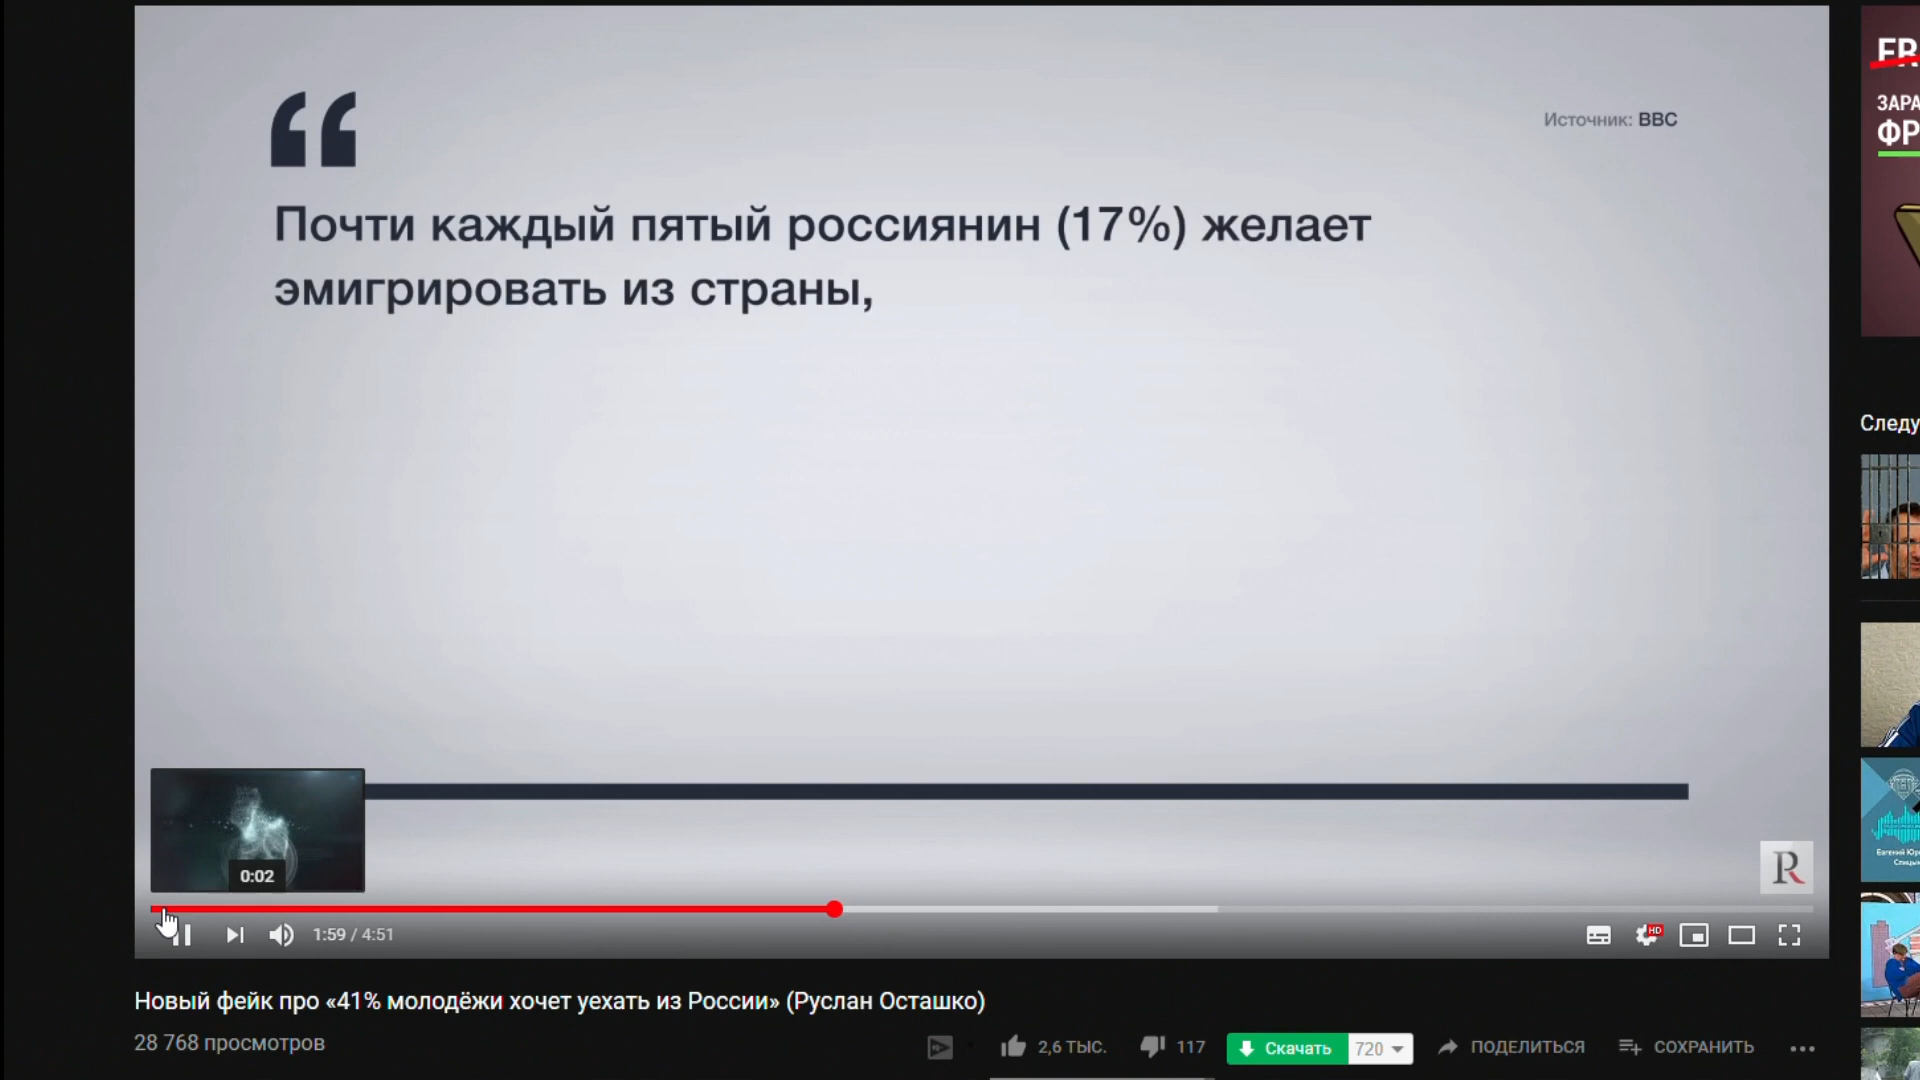 Источник: BBC
Почти каждый пятый россиянин (17%) желает
эмигрировать из страны,
0:02
R
1:59 / 4:51
HD
Новый фейк про «41% молодёжи хочет уехать из России» (Руслан Осташко)
28 768 просмотров
2,6 ТЫС.
117
Скачать
720
ПОДЕЛИТЬСЯ
СОХРАНИТЬ
FR
ЗАРА
ФР
Следу